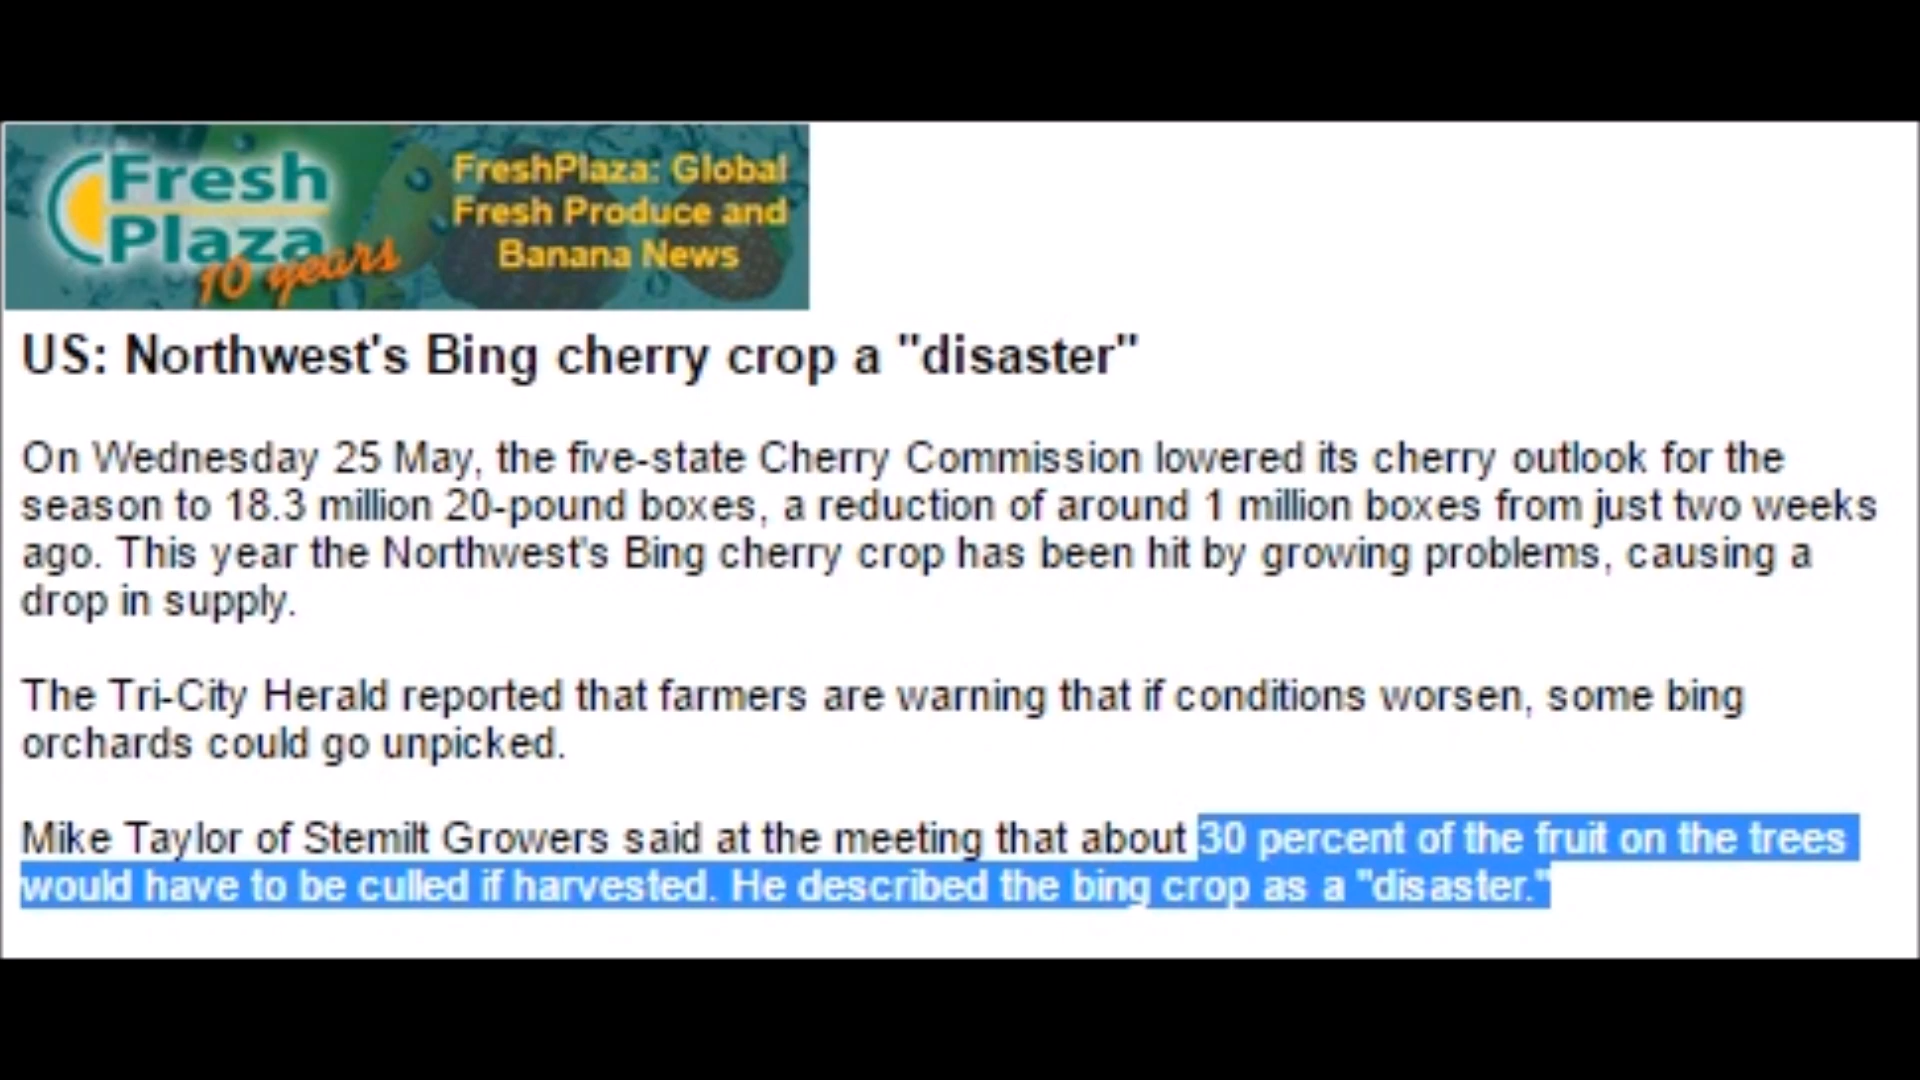 Fresh
Plaza
10 years
FreshPlaza: Global
Fresh Produce and
Banana News
US: Northwest's Bing cherry crop a "disaster"
On Wednesday 25 May, the five-state Cherry Commission lowered its cherry outlook for the
season to 18.3 million 20-pound boxes, a reduction of around 1 million boxes from just two weeks
ago. This year the Northwest's Bing cherry crop has been hit by growing problems, causing a
drop in supply.
The Tri-City Herald reported that farmers are warning that if conditions worsen, some bing
orchards could go unpicked.
Mike Taylor of Stemilt Growers said at the meeting that about 30 percent of the fruit on the trees
would have to be culled if harvested. He described the bing crop as a "disaster."